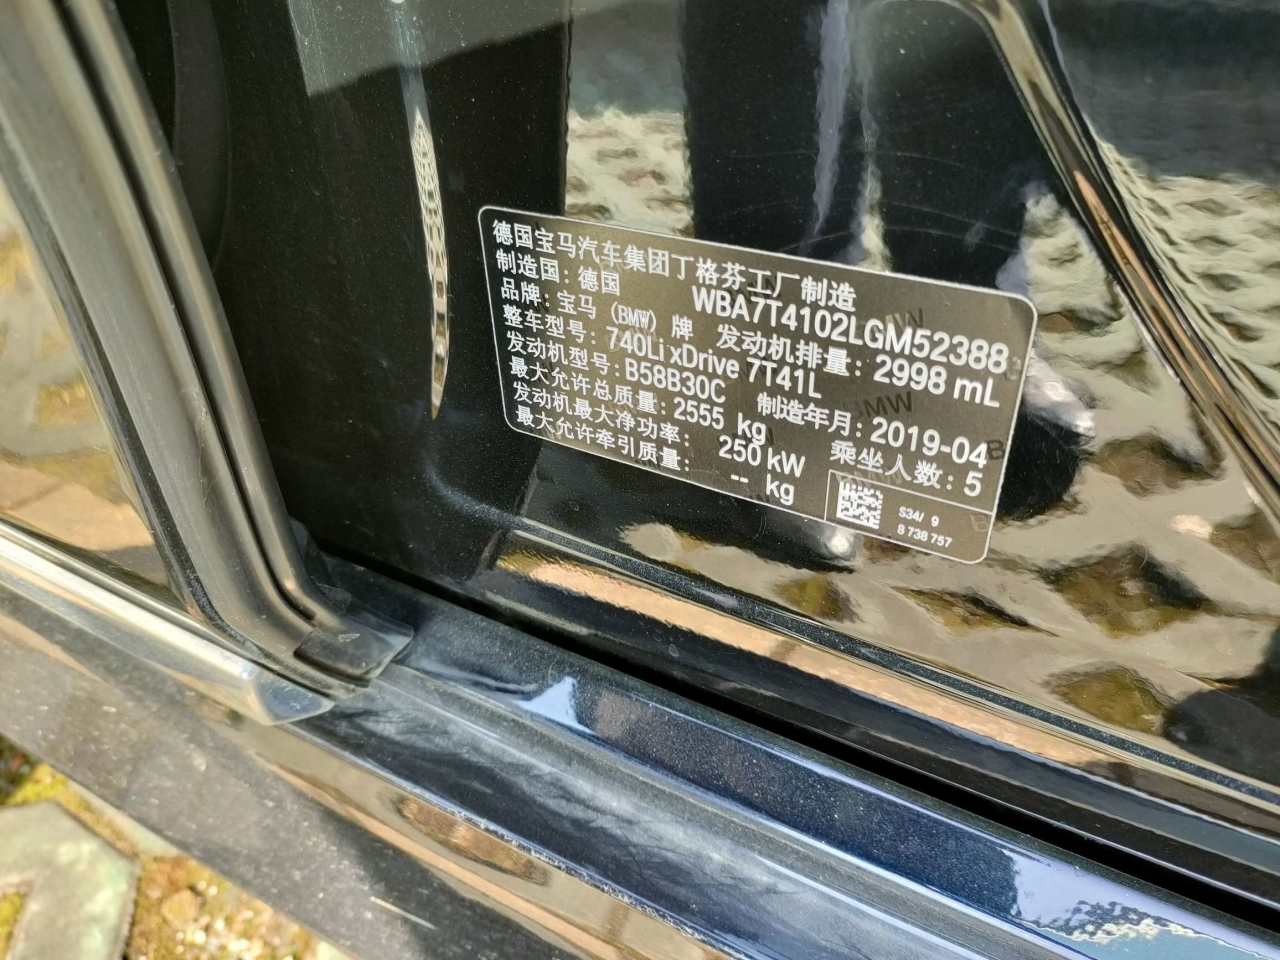 德国宝马汽车集团丁格芬工厂制造
制造国：德国 WBA7T4102LGM52388
品牌：宝马（BMW）牌 发动机排量：2998 mL
整车型号：740Li xDrive 7T41L
发动机型号：B58B30C 制造年月：2019-04
最大允许总质量：2555 kg 乘坐人数：5
发动机最大净功率：250 kW
最大允许牵引质量：-- kg
S34/ 9
8 738 757